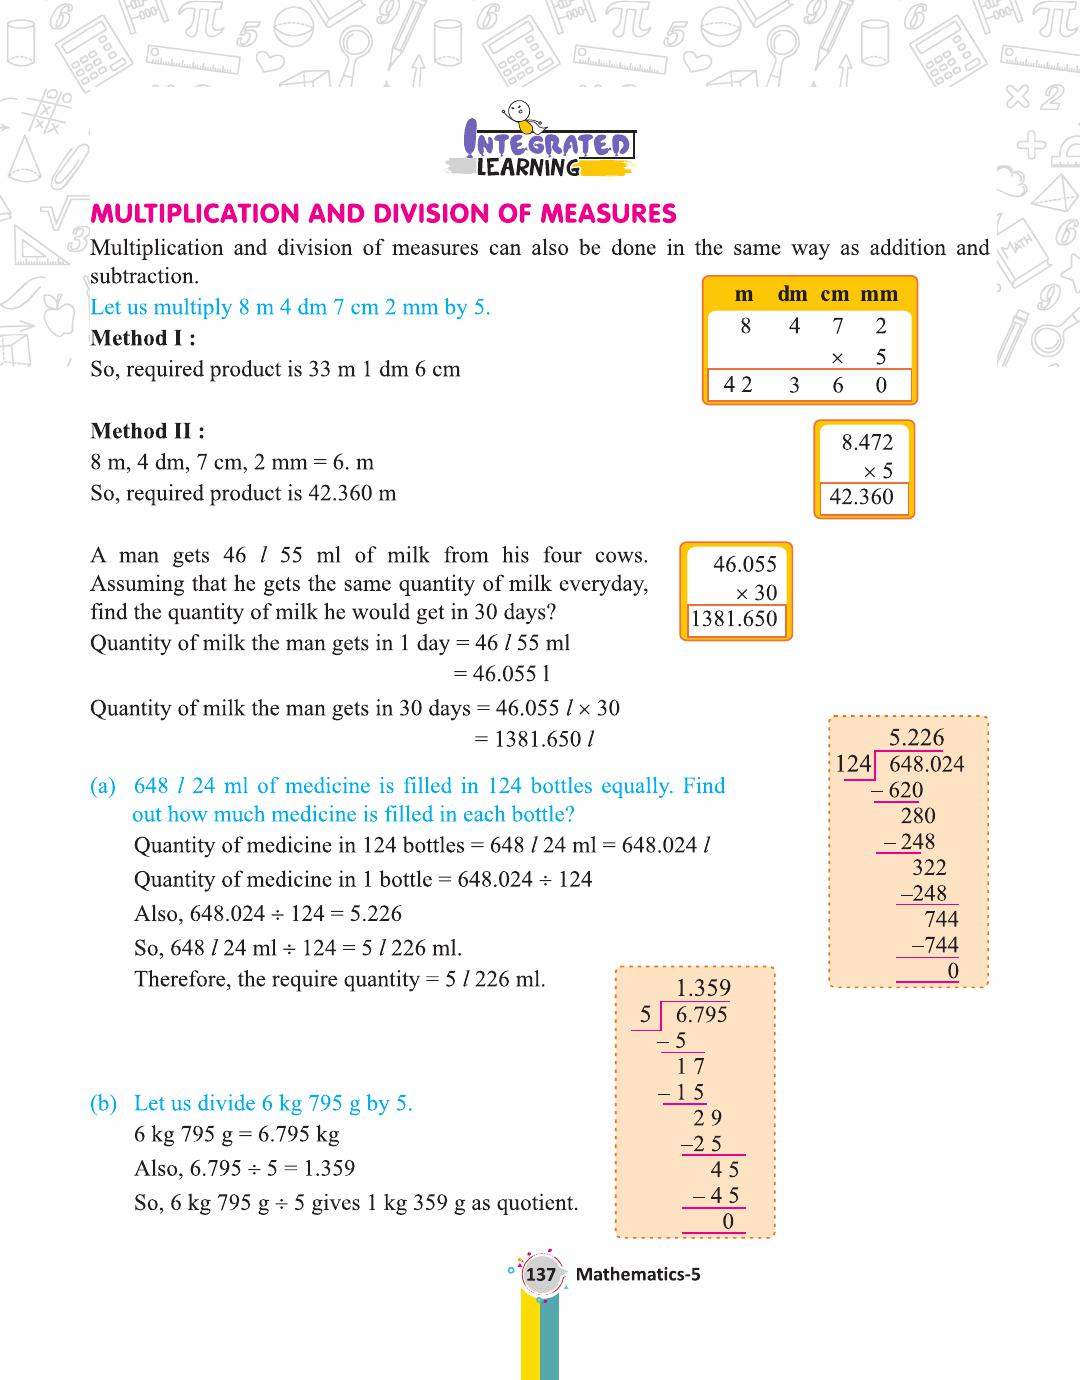 INTEGRATED
LEARNING
MULTIPLICATION AND DIVISION OF MEASURES
Multiplication and division of measures can also be done in the same way as addition and
subtraction.
Let us multiply 8 m 4 dm 7 cm 2 mm by 5.
Method I :
So, required product is 33 m 1 dm 6 cm
m dm cm mm
8 4 7 2
× 5
4 2 3 6 0
Method II :
8 m, 4 dm, 7 cm, 2 mm = 6. m
So, required product is 42.360 m
8.472
× 5
42.360
A man gets 46 l 55 ml of milk from his four cows.
Assuming that he gets the same quantity of milk everyday,
find the quantity of milk he would get in 30 days?
Quantity of milk the man gets in 1 day = 46 l 55 ml
= 46.055 l
Quantity of milk the man gets in 30 days = 46.055 l × 30
= 1381.650 l
46.055
× 30
1381.650
(a) 648 l 24 ml of medicine is filled in 124 bottles equally. Find
out how much medicine is filled in each bottle?
Quantity of medicine in 124 bottles = 648 l 24 ml = 648.024 l
Quantity of medicine in 1 bottle = 648.024 ÷ 124
Also, 648.024 ÷ 124 = 5.226
So, 648 l 24 ml ÷ 124 = 5 l 226 ml.
Therefore, the require quantity = 5 l 226 ml.
5.226
124 648.024
– 620
280
– 248
322
–248
744
–744
0
(b) Let us divide 6 kg 795 g by 5.
6 kg 795 g = 6.795 kg
Also, 6.795 ÷ 5 = 1.359
So, 6 kg 795 g ÷ 5 gives 1 kg 359 g as quotient.
1.359
5 6.795
– 5
1 7
– 1 5
2 9
–2 5
4 5
– 4 5
0
137 Mathematics-5